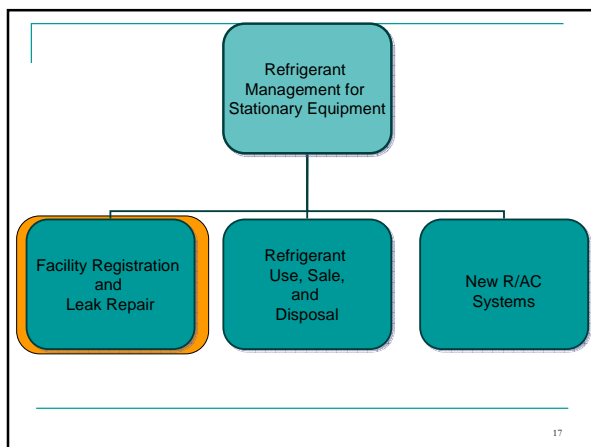 Refrigerant
Management for
Stationary Equipment
Facility Registration
and
Leak Repair
Refrigerant
Use, Sale,
and
Disposal
New R/AC
Systems
17